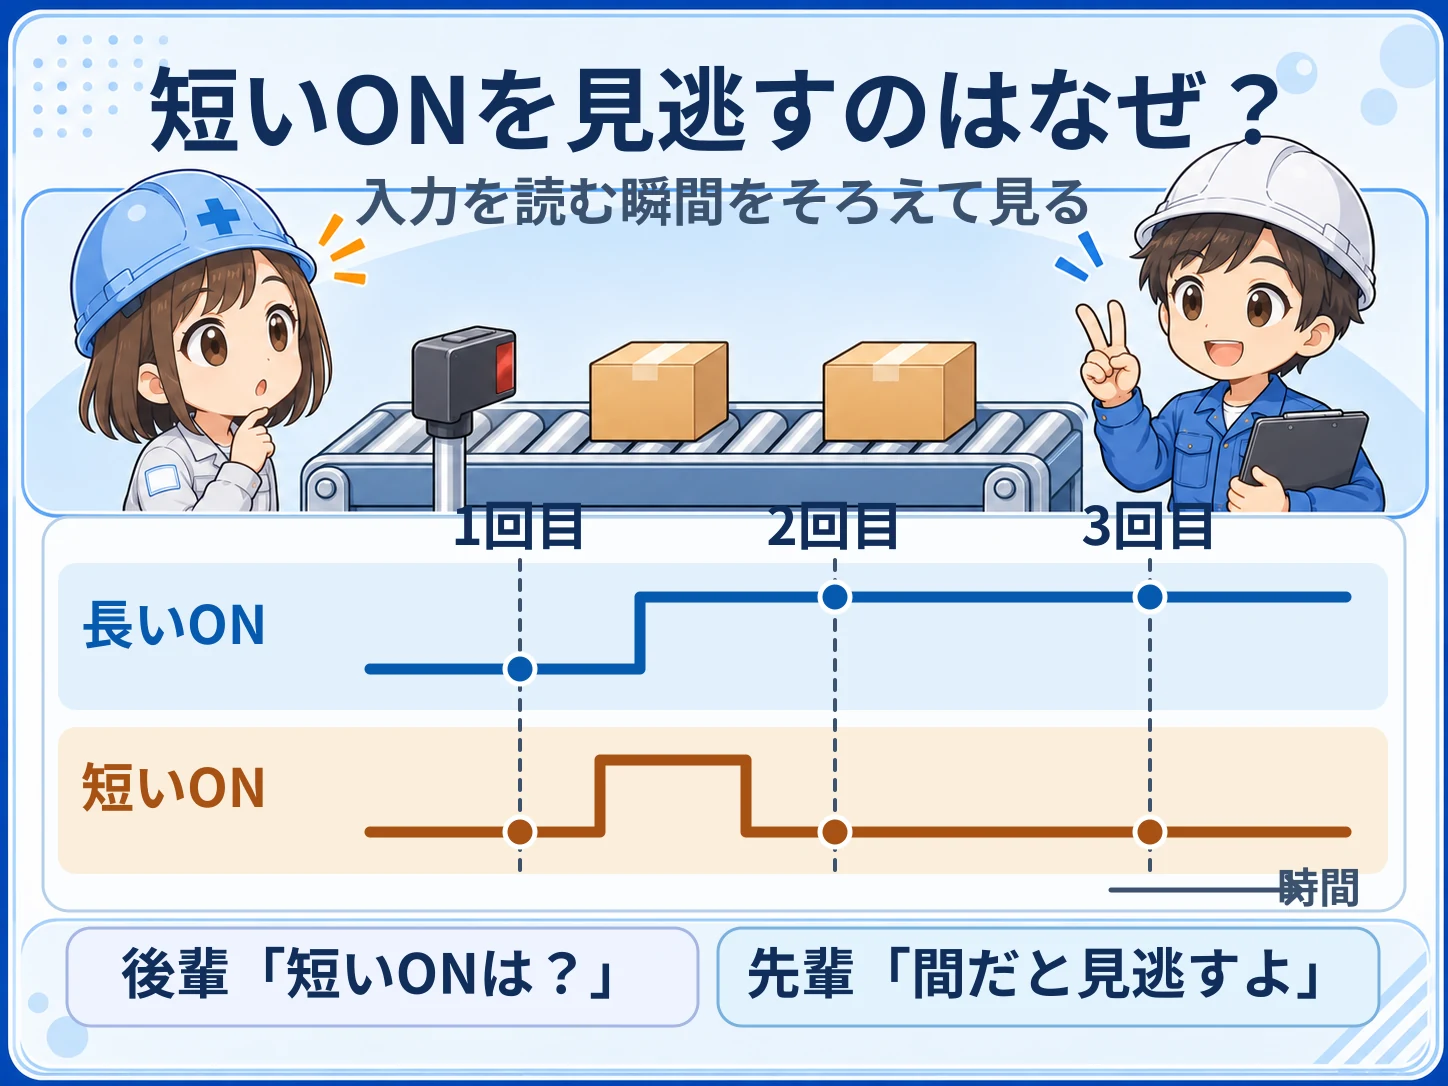 短いONを見逃すのはなぜ？
入力を読む瞬間をそろえて見る
1回目
2回目
3回目
長いON
短いON
時間
後輩「短いONは？」
先輩「間だと見逃すよ」